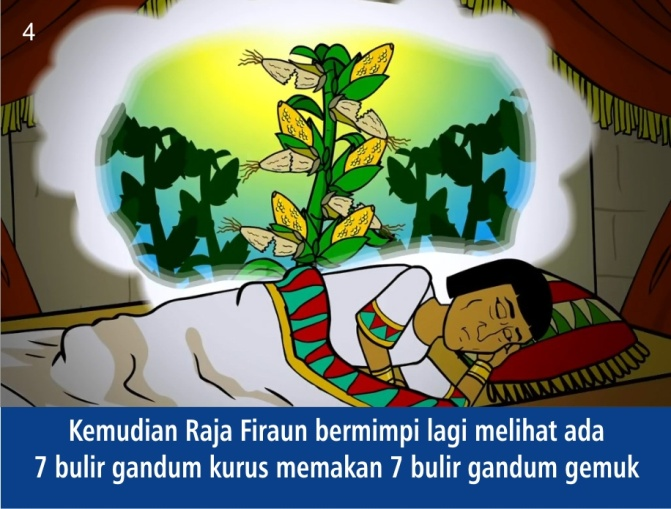 4
Kemudian Raja Firaun bermimpi lagi melihat ada
7 bulir gandum kurus memakan 7 bulir gandum gemuk